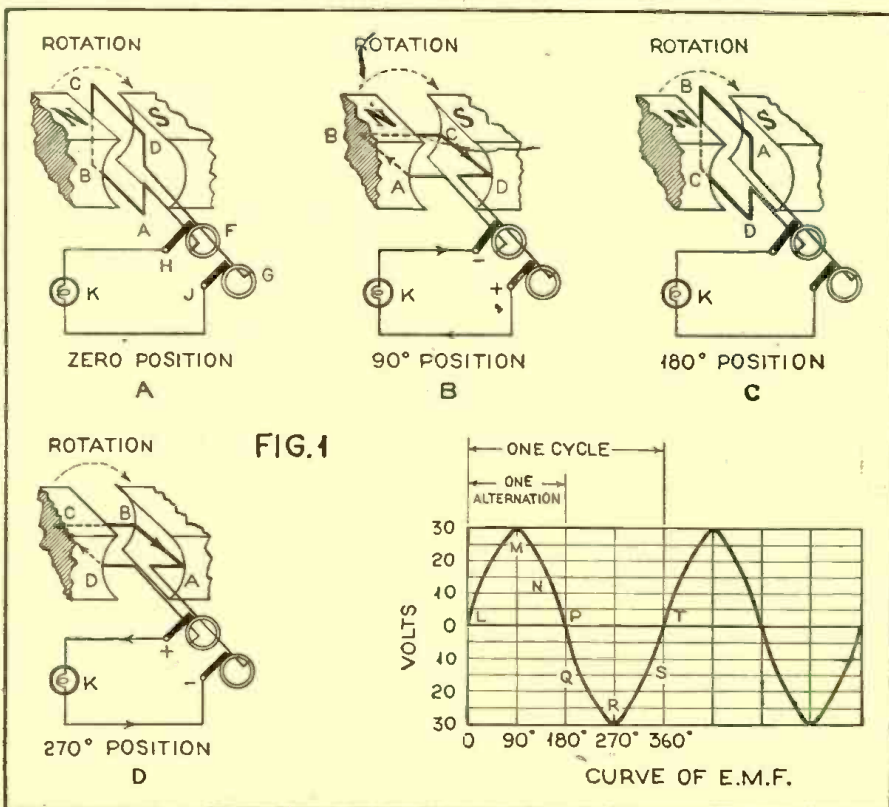 ROTATION
C
N
S
D
B
A
F
H
G
J
K
ZERO POSITION
A
ROTATION
N
S
B
C
A
D
-
+
K
90° POSITION
B
ROTATION
B
N
S
A
C
D
K
180° POSITION
C
ROTATION
C
B
D
A
+
-
K
270° POSITION
D
FIG.1
ONE CYCLE
ONE
ALTERNATION
VOLTS
30
20
10
0
10
20
30
L
M
N
P
Q
R
S
T
0 90° 180° 270° 360°
CURVE OF E.M.F.